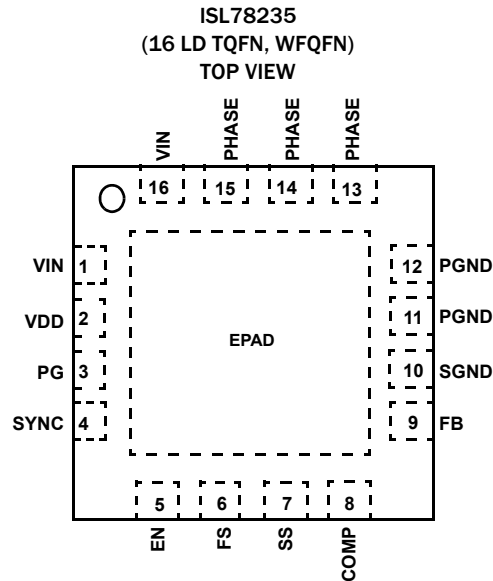 ISL78235
(16 LD TQFN, WFQFN)
TOP VIEW
VIN
PHASE
PHASE
PHASE
16
15
14
13
VIN 1
12 PGND
VDD 2
11 PGND
EPAD
PG 3
10 SGND
SYNC 4
9 FB
5
6
7
8
EN
FS
SS
COMP